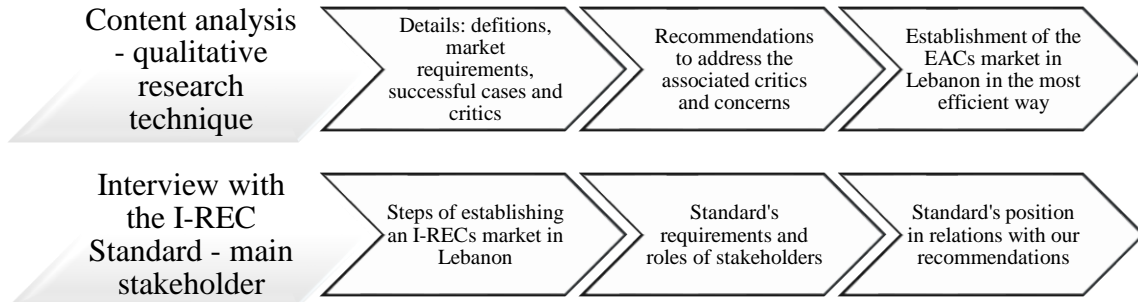 Content analysis
- qualitative
research
technique
Details: defitions,
market
requirements,
successful cases and
critics
Recommendations
to address the
associated critics
and concerns
Establishment of the
EACs market in
Lebanon in the most
efficient way
Interview with
the I-REC
Standard - main
stakeholder
Steps of establishing
an I-RECs market in
Lebanon
Standard's
requirements and
roles of stakeholders
Standard's position
in relations with our
recommendations